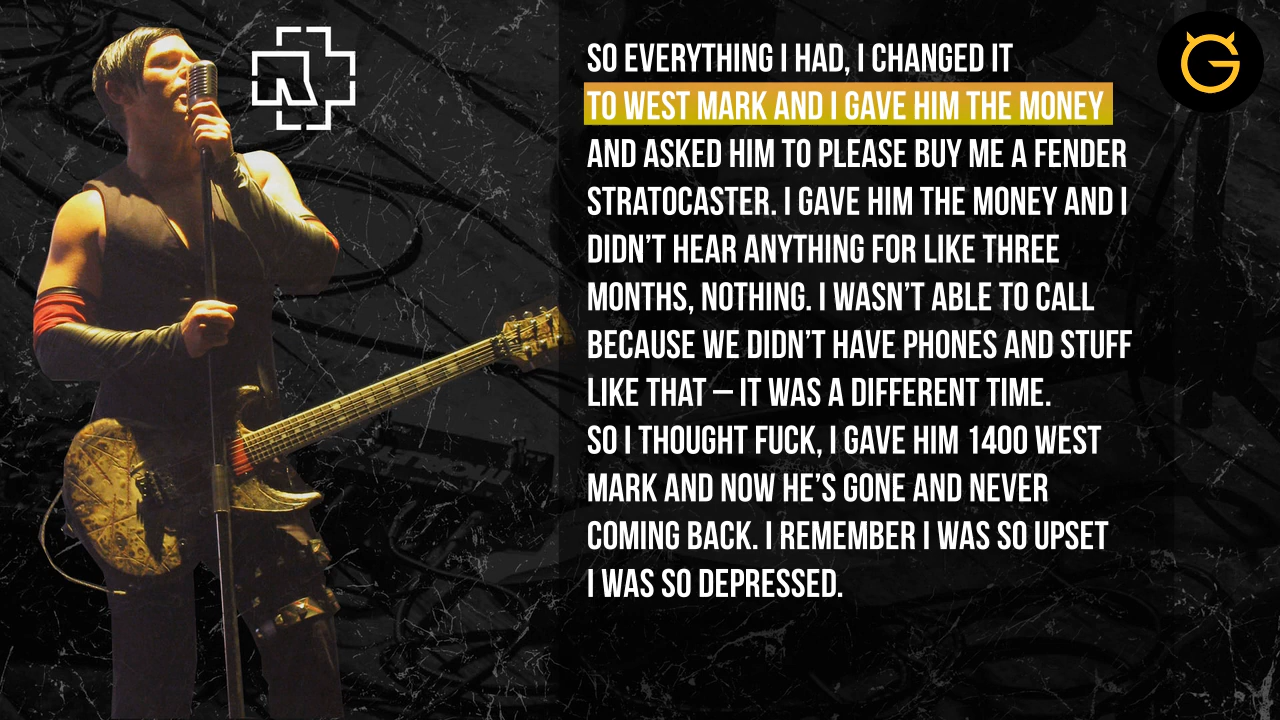 SO EVERYTHING I HAD, I CHANGED IT
TO WEST MARK AND I GAVE HIM THE MONEY
AND ASKED HIM TO PLEASE BUY ME A FENDER
STRATOCASTER. I GAVE HIM THE MONEY AND I
DIDN’T HEAR ANYTHING FOR LIKE THREE
MONTHS, NOTHING. I WASN’T ABLE TO CALL
BECAUSE WE DIDN’T HAVE PHONES AND STUFF
LIKE THAT – IT WAS A DIFFERENT TIME.
SO I THOUGHT FUCK, I GAVE HIM 1400 WEST
MARK AND NOW HE’S GONE AND NEVER
COMING BACK. I REMEMBER I WAS SO UPSET
I WAS SO DEPRESSED.